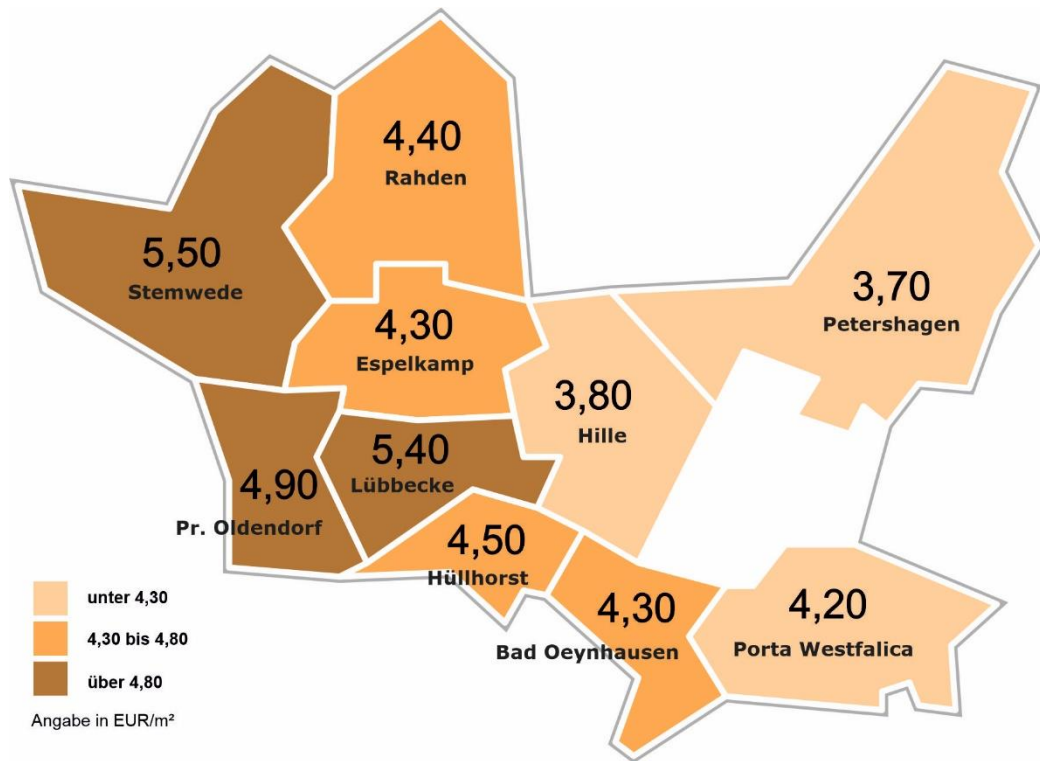 4,40
Rahden
5,50
Stemwede
3,70
Petershagen
4,30
Espelkamp
3,80
Hille
5,40
Lübbecke
4,90
Pr. Oldendorf
4,50
Hüllhorst
4,30
Bad Oeynhausen
4,20
Porta Westfalica
unter 4,30
4,30 bis 4,80
über 4,80
Angabe in EUR/m²